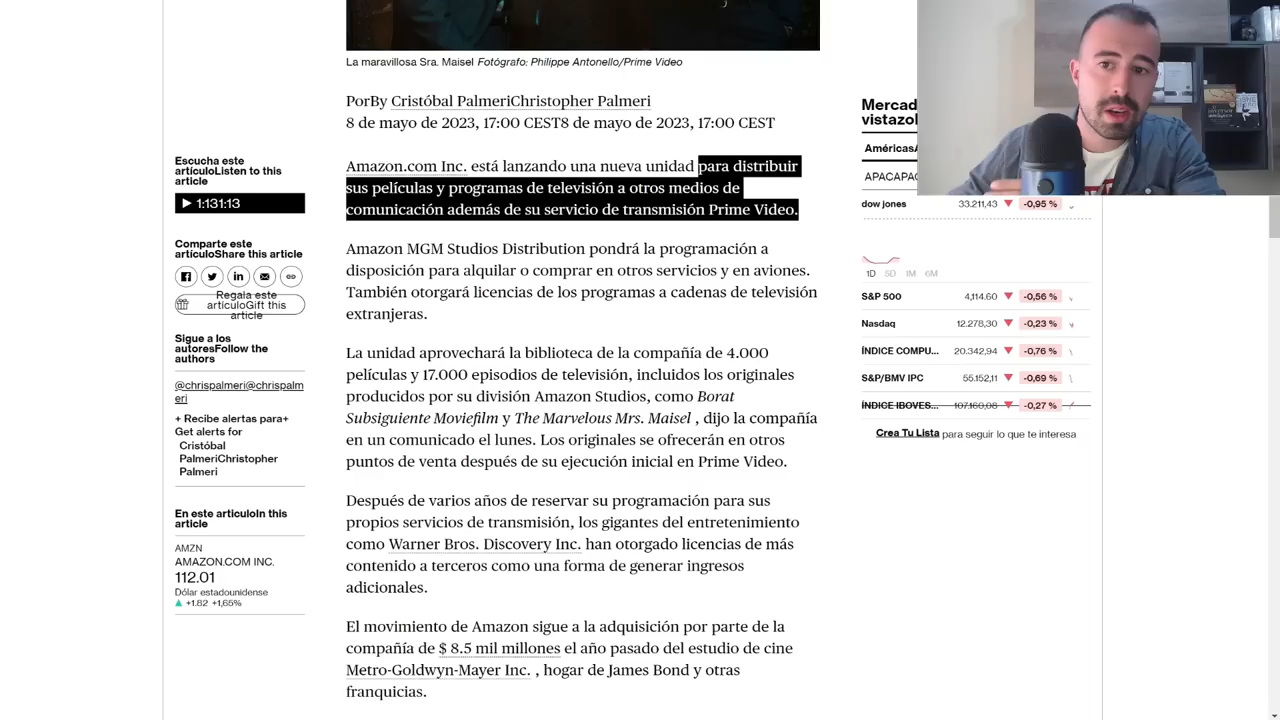 La maravillosa Sra. Maisel Fotógrafo: Philippe Antonello/Prime Video
PorBy Cristóbal PalmeriChristopher Palmeri
8 de mayo de 2023, 17:00 CEST8 de mayo de 2023, 17:00 CEST
Escucha este
artículoListen to this
article
1:131:13
Comparte este
artículoShare this article
Regala este
artículoGift this
artículo
Sigue a los
autoresFollow the
authors
@chrispalmeri@chrispalm
eri
+ Recibe alertas para+
Get alerts for
Cristóbal
PalmeriChristopher
Palmeri
En este articuloIn this
article
AMZN
AMAZON.COM INC.
112.01
Dólar estadounidense
+1.82 +1,65%
Amazon.com Inc. está lanzando una nueva unidad para distribuir
sus películas y programas de televisión a otros medios de
comunicación además de su servicio de transmisión Prime Video.
Amazon MGM Studios Distribution pondrá la programación a
disposición para alquilar o comprar en otros servicios y en aviones.
También otorgará licencias de los programas a cadenas de televisión
extranjeras.
La unidad aprovechará la biblioteca de la compañía de 4.000
películas y 17.000 episodios de televisión, incluidos los originales
producidos por su división Amazon Studios, como Borat
Subsiguiente Moviefilm y The Marvelous Mrs. Maisel , dijo la compañía
en un comunicado el lunes. Los originales se ofrecerán en otros
puntos de venta después de su ejecución inicial en Prime Video.
Después de varios años de reservar su programación para sus
propios servicios de transmisión, los gigantes del entretenimiento
como Warner Bros. Discovery Inc. han otorgado licencias de más
contenido a terceros como una forma de generar ingresos
adicionales.
El movimiento de Amazon sigue a la adquisición por parte de la
compañía de $ 8.5 mil millones el año pasado del estudio de cine
Metro-Goldwyn-Mayer Inc. , hogar de James Bond y otras
franquicias.
Mercad
vistazol
AméricasA
APACAPAC
dow jones 33.211,43 -0,95 %
1D 5D 1M 6M
S&P 500 4,114.60 -0,56 %
Nasdaq 12.278,30 -0,23 %
ÍNDICE COMPU... 20.342,94 -0,76 %
S&P/BMV IPC 55.152,11 -0,69 %
ÍNDICE IBOVES... 107.160,08 -0,27 %
Crea Tu Lista para seguir lo que te interesa